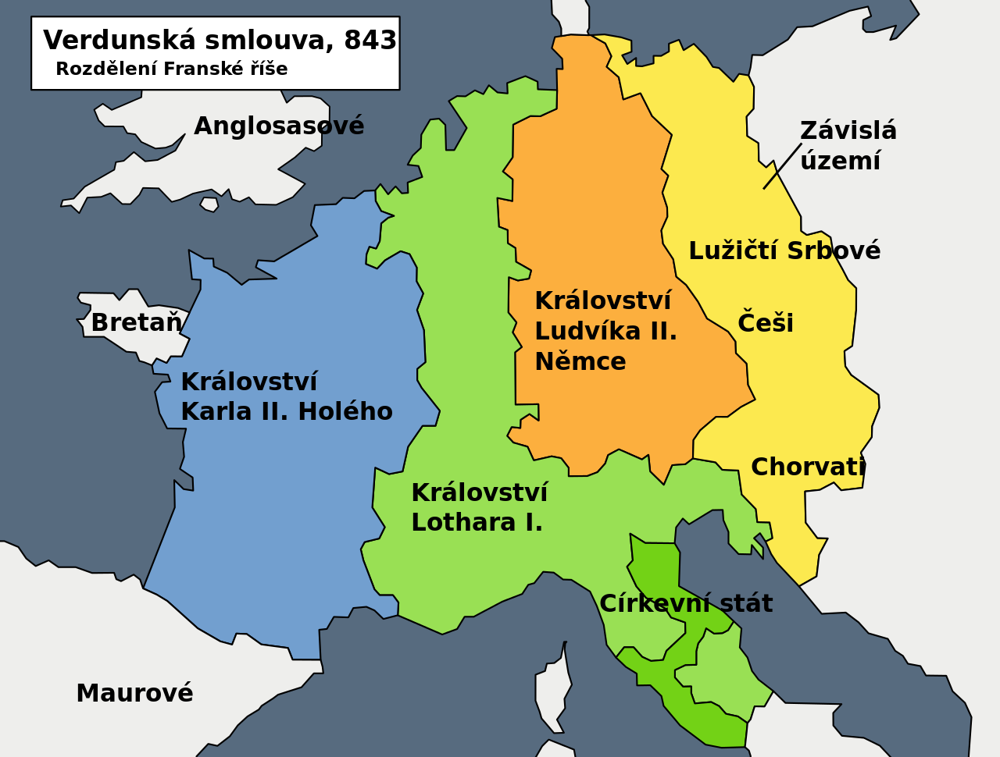 Verdunská smlouva, 843
Rozdělení Franské říše
Anglosasové
Závislá
území
Lužičtí Srbové
Bretaň
Království
Ludvíka II.
Němce
Češi
Království
Karla II. Holého
Chorvati
Království
Lothara I.
Církevní stát
Maurové